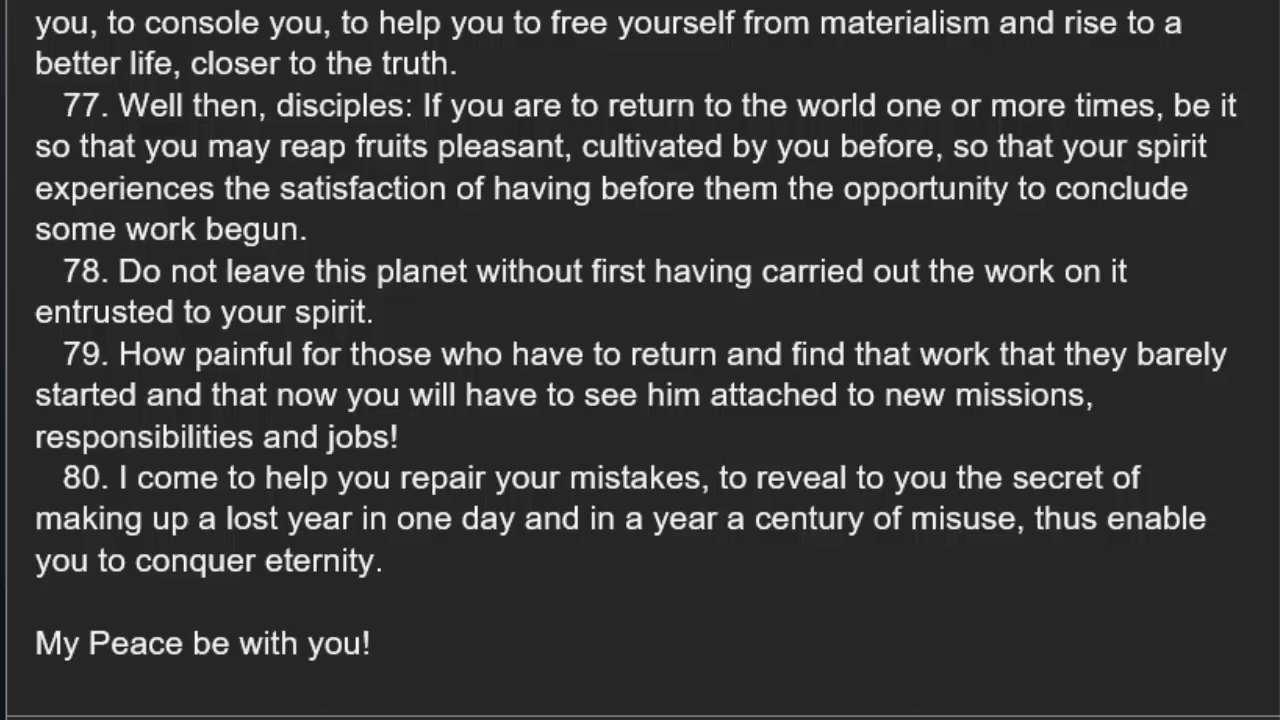 you, to console you, to help you to free yourself from materialism and rise to a
better life, closer to the truth.
77. Well then, disciples: If you are to return to the world one or more times, be it
so that you may reap fruits pleasant, cultivated by you before, so that your spirit
experiences the satisfaction of having before them the opportunity to conclude
some work begun.
78. Do not leave this planet without first having carried out the work on it
entrusted to your spirit.
79. How painful for those who have to return and find that work that they barely
started and that now you will have to see him attached to new missions,
responsibilities and jobs!
80. I come to help you repair your mistakes, to reveal to you the secret of
making up a lost year in one day and in a year a century of misuse, thus enable
you to conquer eternity.
My Peace be with you!